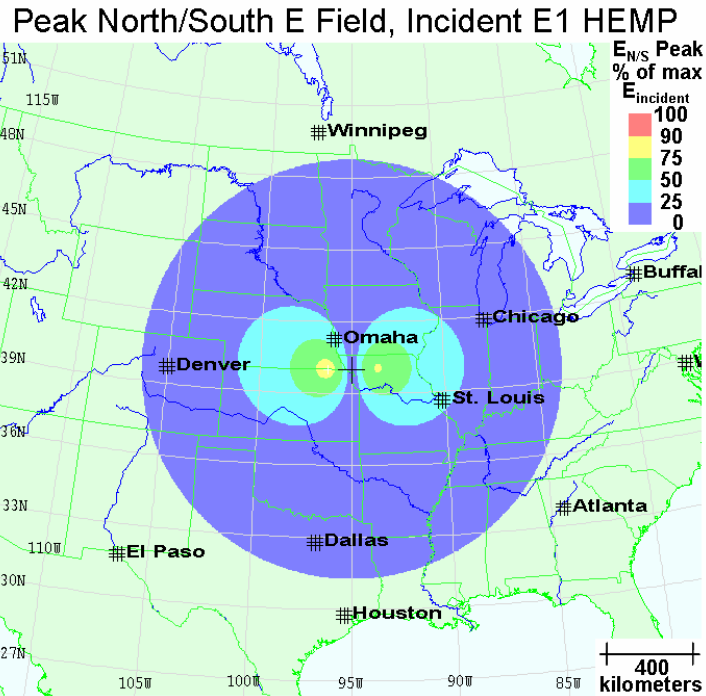 Peak North/South E Field, Incident E1 HEMP
E N/S Peak
% of max
E incident
100
90
75
50
25
0
51N
115W
48N
Winnipeg
45N
42N
Buffal
Chicago
Omaha
39N
Denver
W
St. Louis
36N
33N
Atlanta
Dallas
110W
El Paso
30N
Houston
27N
400
kilometers
105W
100W
95W
90W
85W